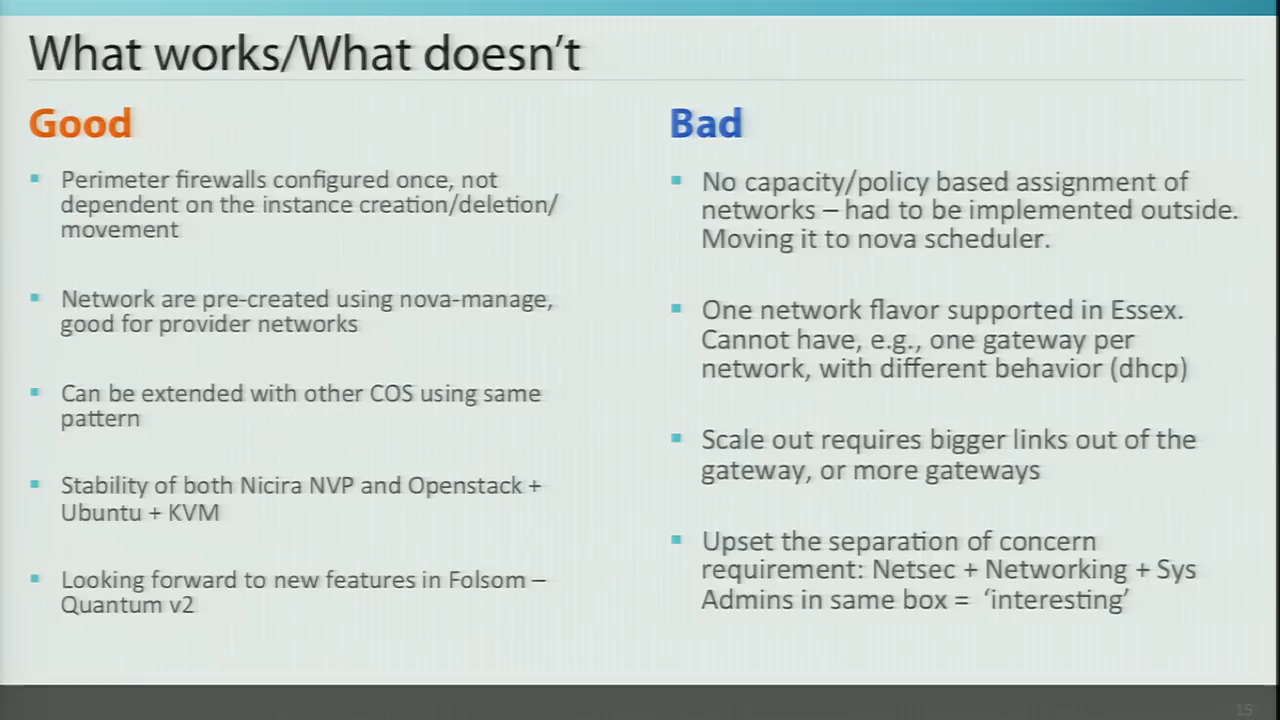 What works/What doesn't
Good
Perimeter firewalls configured once, not
dependent on the instance creation/deletion/
movement
Network are pre-created using nova-manage,
good for provider networks
Can be extended with other COS using same
pattern
Stability of both Nicira NVP and Openstack +
Ubuntu + KVM
Looking forward to new features in Folsom –
Quantum v2
Bad
No capacity/policy based assignment of
networks – had to be implemented outside.
Moving it to nova scheduler.
One network flavor supported in Essex.
Cannot have, e.g., one gateway per
network, with different behavior (dhcp)
Scale out requires bigger links out of the
gateway, or more gateways
Upset the separation of concern
requirement: Netsec + Networking + Sys
Admins in same box = ‘interesting’
15